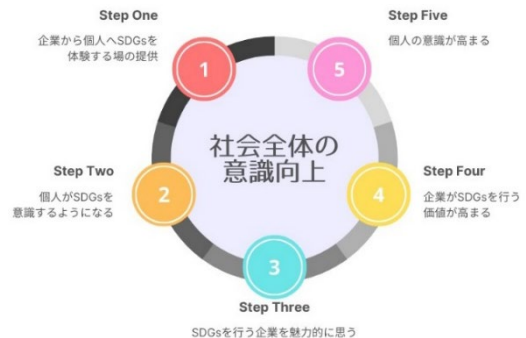 Step One
企業から個人へSDGsを
体験する場の提供
1
Step Two
個人がSDGsを
意識するようになる
2
Step Three
SDGsを行う企業を魅力的に思う
3
Step Four
企業がSDGsを行う
価値が高まる
4
Step Five
個人の意識が高まる
5
社会全体の
意識向上